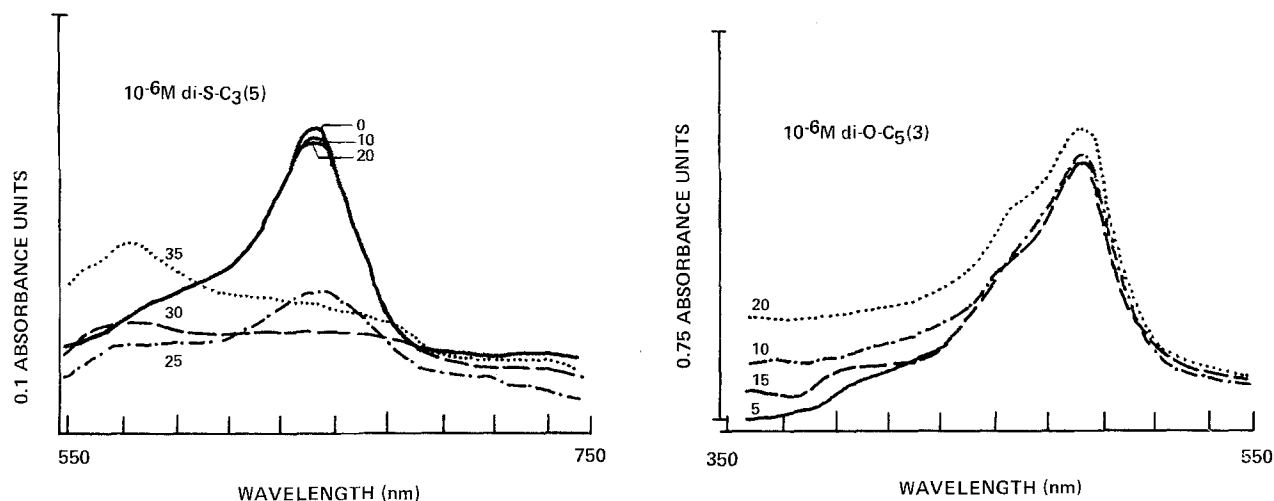 10⁻⁶M di-S-C₃(5)
0
10
20
35
30
25
0.1 ABSORBANCE UNITS
550
750
WAVELENGTH (nm)
10⁻⁶M di-O-C₅(3)
20
10
15
5
0.75 ABSORBANCE UNITS
350
550
WAVELENGTH (nm)